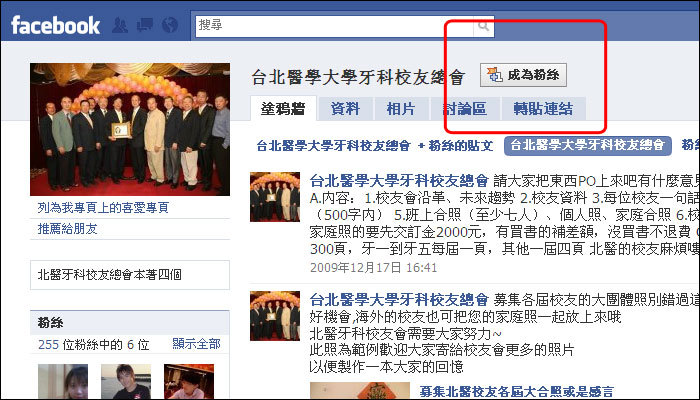 facebook
搜尋
台北醫學大學牙科校友總會
成為粉絲
塗鴉牆
資料
相片
討論區
轉貼連結
台北醫學大學牙科校友總會 + 粉絲的貼文
台北醫學大學牙科校友總會
粉
台北醫學大學牙科校友總會 請大家把東西PO上來吧有什麼意
A.內容：1.校友會沿革、未來趨勢 2.校友資料 3.每位校友一句話
（500字內） 5.班上合照（至少七人）、個人照、家庭合照 6.校
家庭照的要先交訂金2000元，有買書的補差額，沒買書不退費
300頁，牙一到牙五每屆一頁，其他一屆四頁 北醫的校友麻煩
2009年12月17日 16:41
列為我專頁上的喜愛專頁
推薦給朋友
北醫牙科校友總會本著四個
粉絲
255 位粉絲中的 6 位
顯示全部
台北醫學大學牙科校友總會 募集各屆校友的大團體照別錯過這
好機會,海外的校友也可把您的家庭照一起放上來哦
北醫牙科校友會需要大家努力~
此照為範例歡迎大家寄給校友會更多的照片
以便製作一本大家的回憶
募集北醫校友各屆大合照或是感言